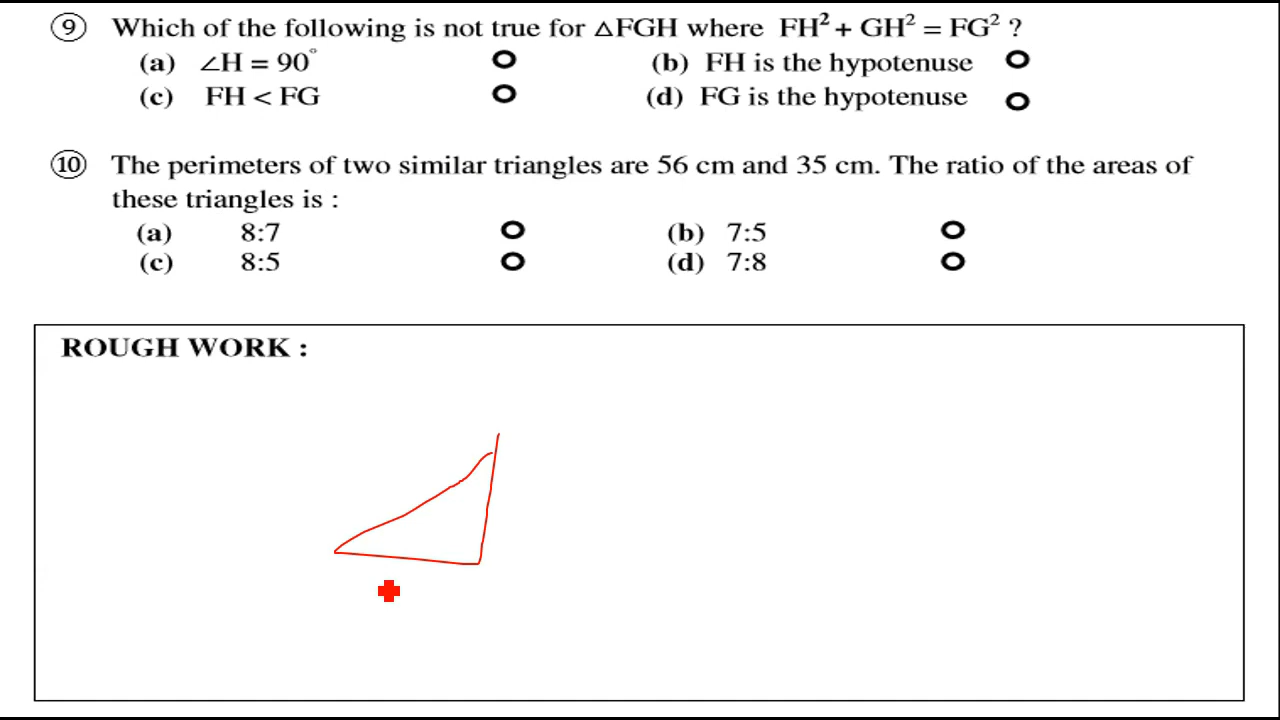 ⑨ Which of the following is not true for △FGH where FH² + GH² = FG² ?
(a) ∠H = 90° (b) FH is the hypotenuse
(c) FH < FG (d) FG is the hypotenuse
⑩ The perimeters of two similar triangles are 56 cm and 35 cm. The ratio of the areas of
these triangles is :
(a) 8:7 (b) 7:5
(c) 8:5 (d) 7:8
ROUGH WORK :